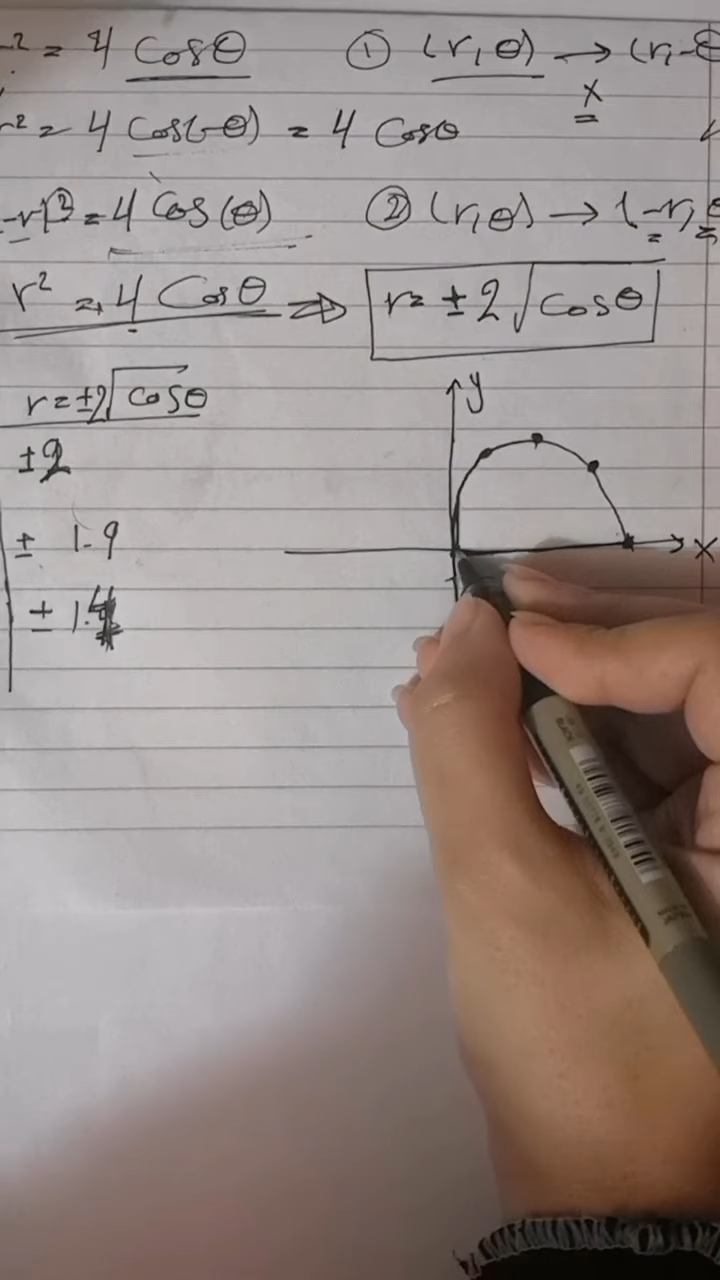 r² = 4 Cosθ ① (r,θ) → (r,-θ
x
r² = 4 Cos(-θ) = 4 Cosθ
-r)² = 4 Cos(θ) ② (r,θ) → (-r,θ
r² = 4 Cosθ ⇒ r= ±2√cosθ
r=±2√cosθ
y
±2
± 1.9
x
± 1.4